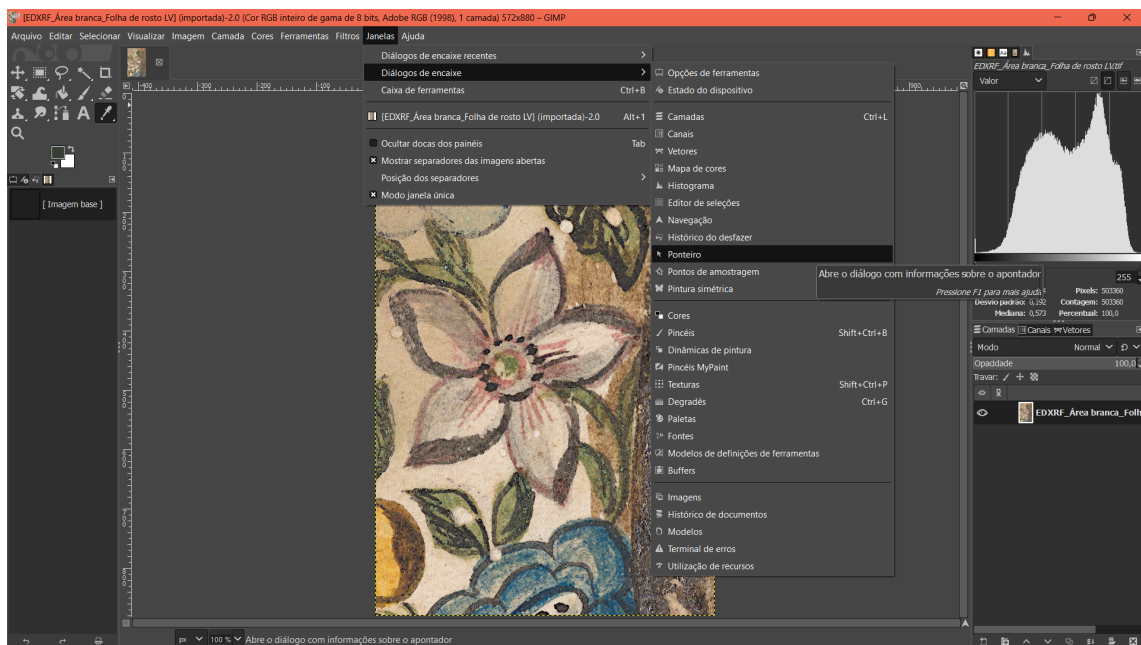 [EDXRF_Área branca_Folha de rosto LV] (importada)-2.0 (Cor RGB inteiro de gama de 8 bits, Adobe RGB (1998), 1 camada) 572x880 – GIMP
Arquivo Editar Selecionar Visualizar Imagem Camada Cores Ferramentas Filtros Janelas Ajuda
Diálogos de encaixe recentes
Diálogos de encaixe
Caixa de ferramentas Ctrl+B
[EDXRF_Área branca_Folha de rosto LV] (importada)-2.0 Alt+1
Ocultar docas dos painéis Tab
Mostrar separadores das imagens abertas
Posição dos separadores
Modo janela única
Opções de ferramentas
Estado do dispositivo
Camadas Ctrl+L
Canais
Vetores
Mapa de cores
Histograma
Editor de seleções
Navegação
Histórico do desfazer
Ponteiro
Pontos de amostragem
Pintura simétrica
Cores
Pincéis Shift+Ctrl+B
Dinâmicas de pintura
Pincéis MyPaint
Texturas Shift+Ctrl+P
Degradês Ctrl+G
Paletas
Fontes
Modelos de definições de ferramentas
Buffers
Imagens
Histórico de documentos
Modelos
Terminal de erros
Utilização de recursos
Abre o diálogo com informações sobre o apontador
Pressione F1 para mais ajuda
[ Imagem base ]
EDXRF_Área branca_Folha de rosto LV.tif
Valor
255
Pixels: 503360
Desvio padrão: 0,192 Contagem: 503360
Mediana: 0,573 Percentual: 100,0
Camadas Canais Vetores
Modo Normal
Opacidade 100,0
Travar:
EDXRF_Área branca_Folh
px 100 % Abre o diálogo com informações sobre o apontador